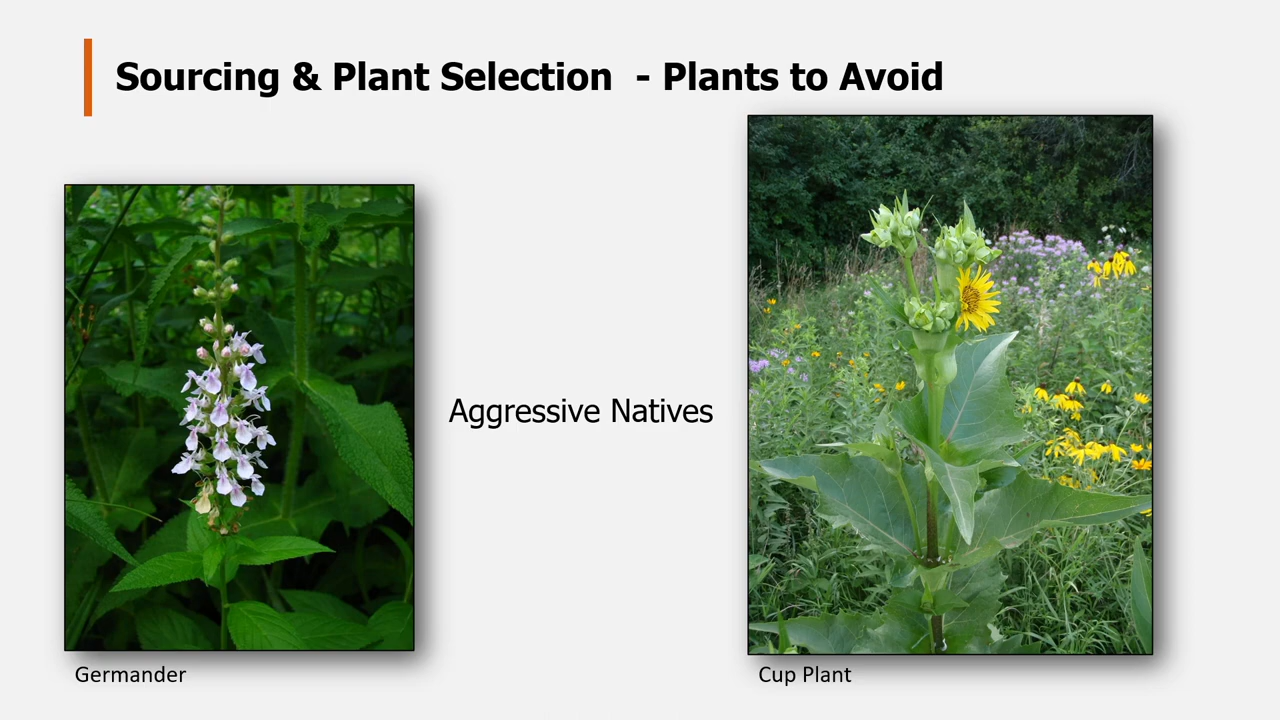 Sourcing & Plant Selection - Plants to Avoid
Aggressive Natives
Germander
Cup Plant